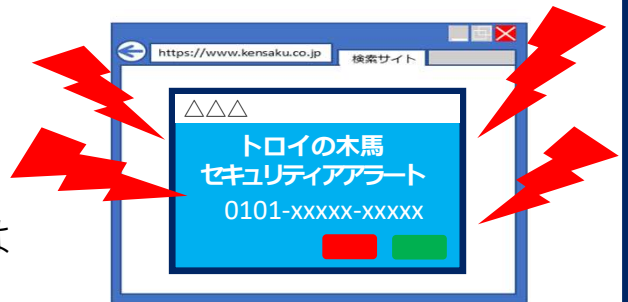 https://www.kensaku.co.jp
検索サイト
△△△
トロイの木馬
セキュリティアアラート
0101-xxxxx-xxxxx